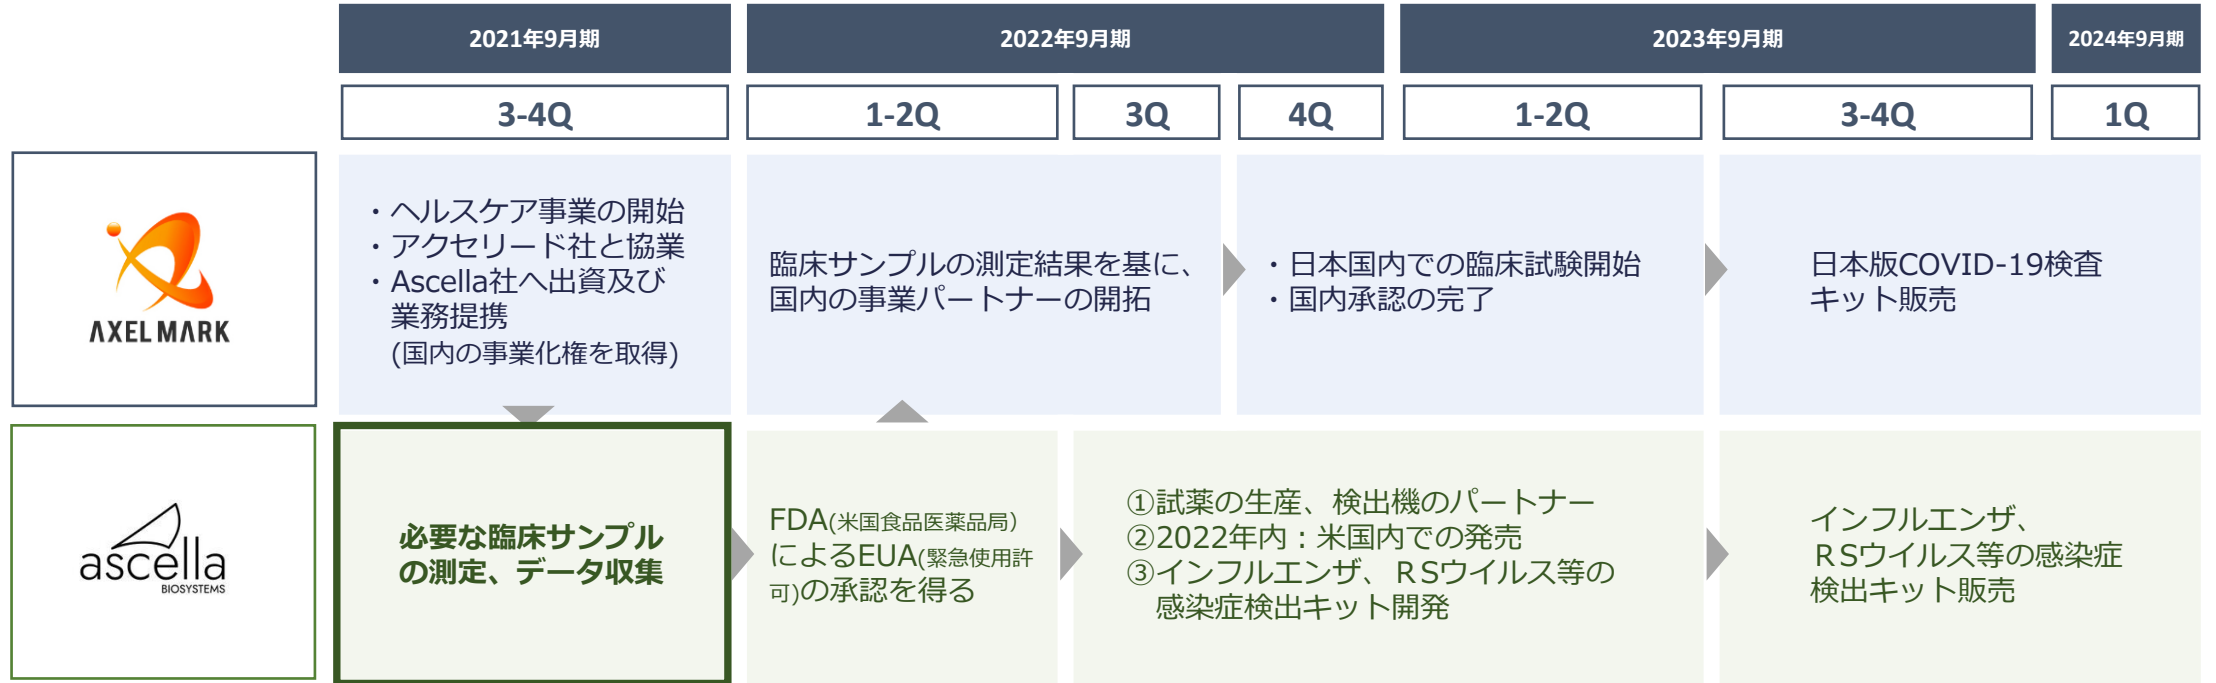 2021年9月期
2022年9月期
2023年9月期
2024年9月期
3-4Q
1-2Q
3Q
4Q
1-2Q
3-4Q
1Q
AXELMARK
・ヘルスケア事業の開始
・アクセリード社と協業
・Ascella社へ出資及び
業務提携
(国内の事業化権を取得)
臨床サンプルの測定結果を基に、
国内の事業パートナーの開拓
・日本国内での臨床試験開始
・国内承認の完了
日本版COVID-19検査
キット販売
ascella
BIOSYSTEMS
必要な臨床サンプル
の測定、データ収集
FDA(米国食品医薬品局）
によるEUA(緊急使用許
可)の承認を得る
①試薬の生産、検出機のパートナー
②2022年内：米国内での発売
③インフルエンザ、ＲＳウイルス等の
感染症検出キット開発
インフルエンザ、
ＲＳウイルス等の感染症
検出キット販売